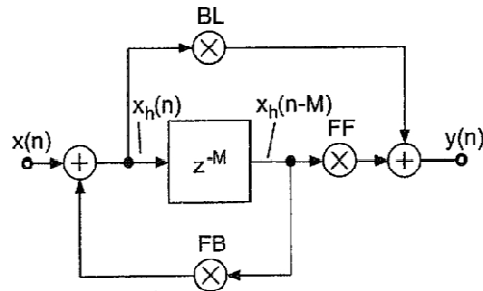 BL
x_h(n)
x_h(n-M)
FF
x(n)
y(n)
z^-M
FB